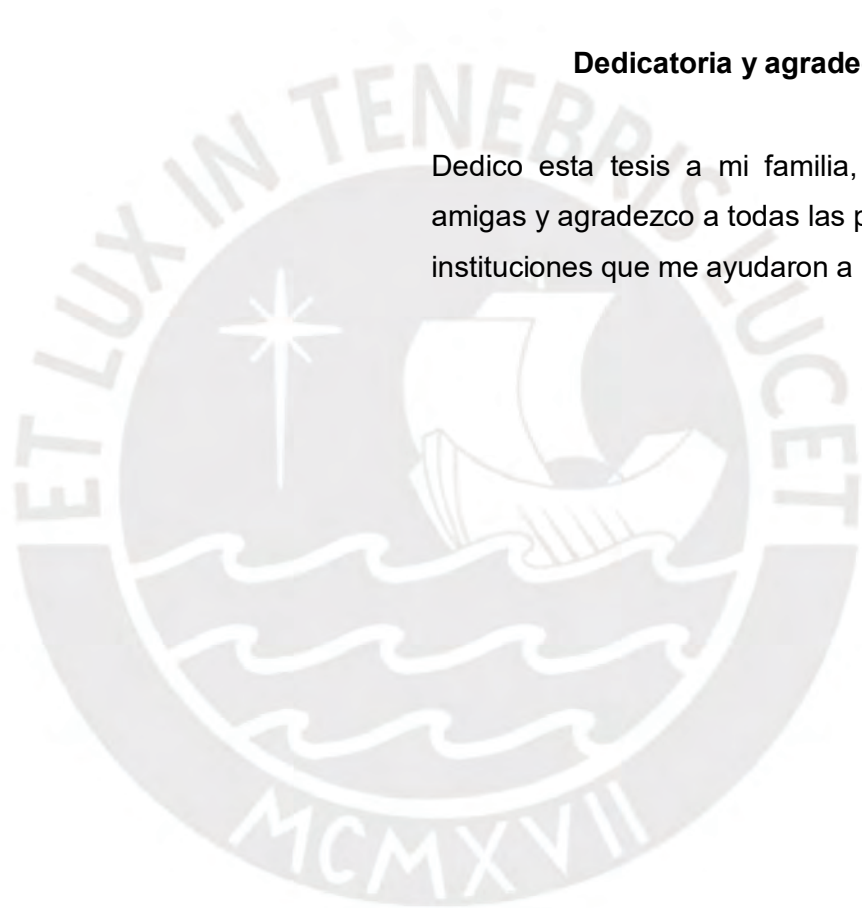 Dedicatoria y agrade
Dedico esta tesis a mi familia,
amigas y agradezco a todas las
instituciones que me ayudaron a
ET LUX IN TENEBRIS LUCET
MCMXVII